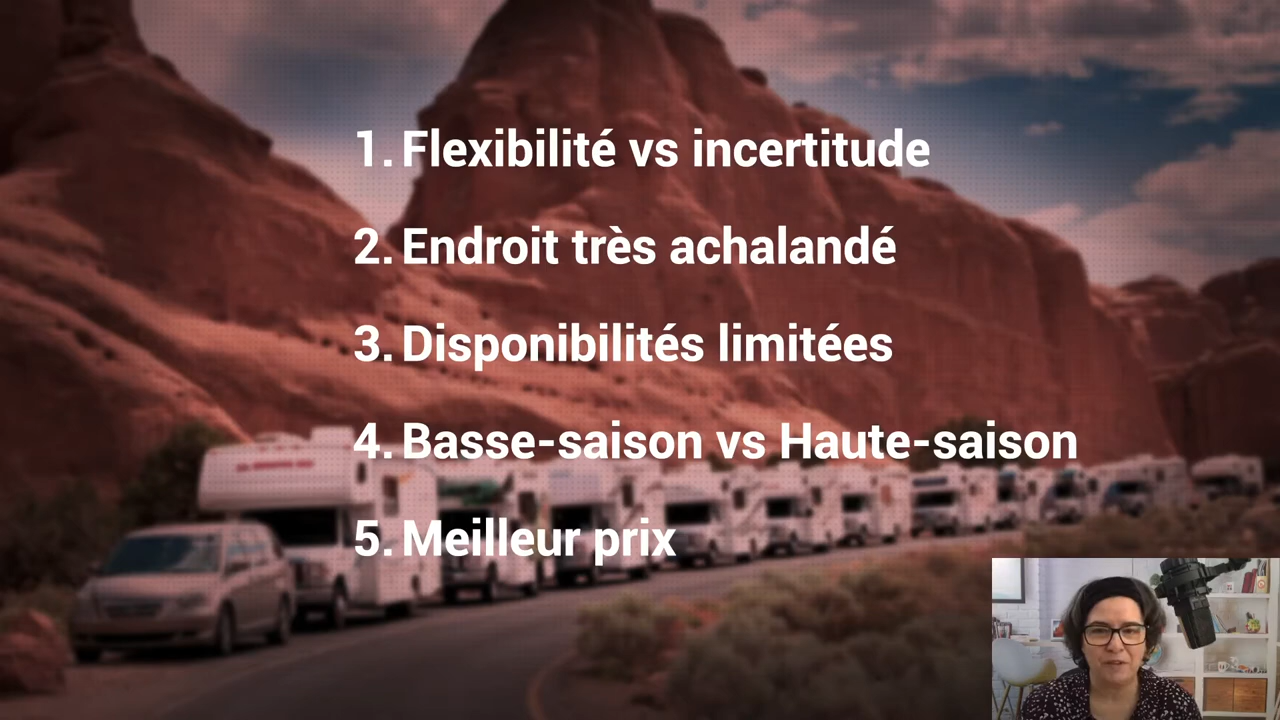 1. Flexibilité vs incertitude
2. Endroit très achalandé
3. Disponibilités limitées
4. Basse-saison vs Haute-saison
5. Meilleur prix